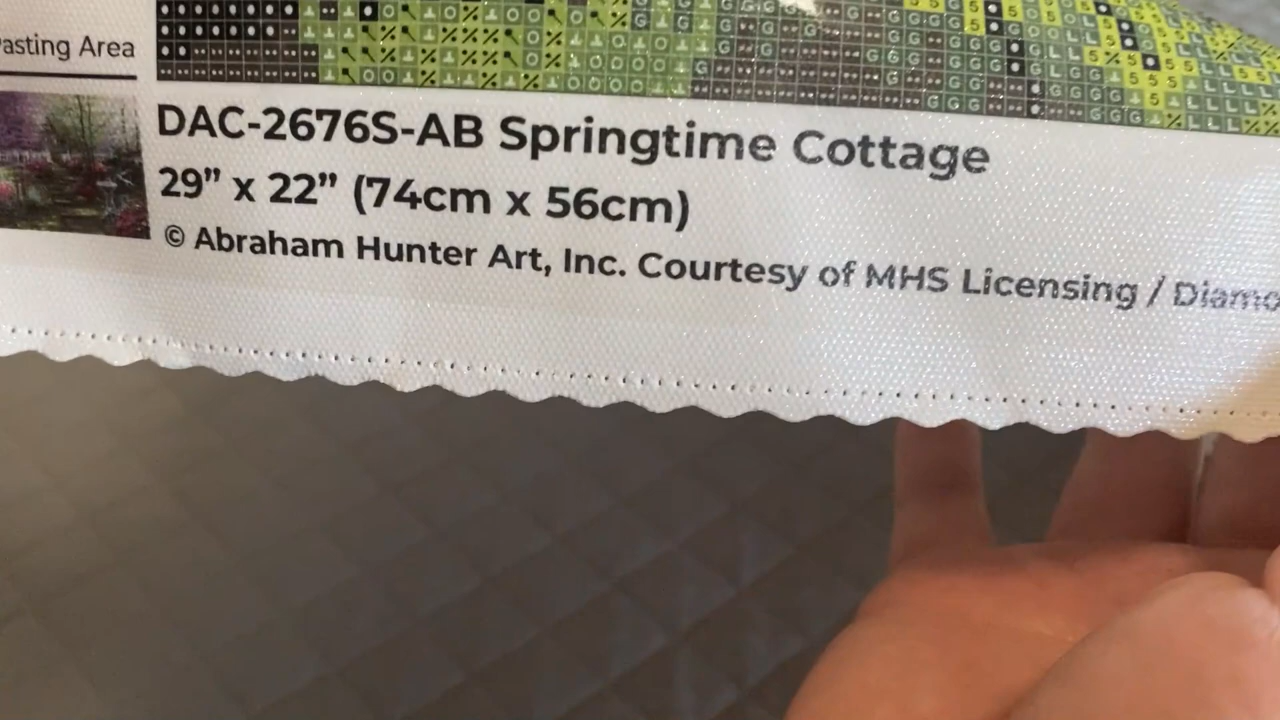 asting Area
DAC-2676S-AB Springtime Cottage
29” x 22” (74cm x 56cm)
© Abraham Hunter Art, Inc. Courtesy of MHS Licensing / Diamo